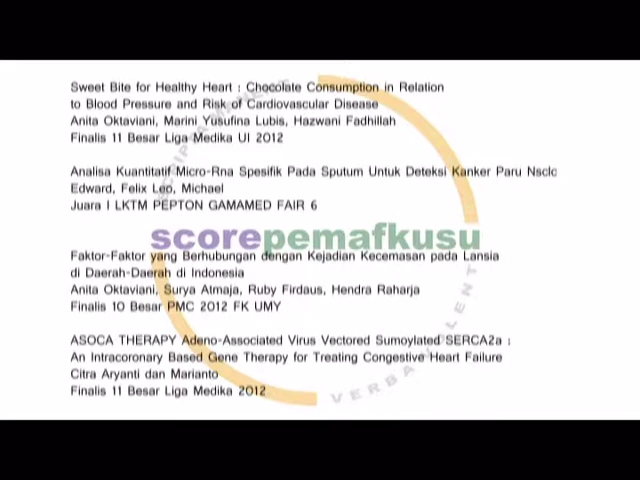 Sweet Bite for Healthy Heart : Chocolate Consumption in Relation
to Blood Pressure and Risk of Cardiovascular Disease
Anita Oktaviani, Marini Yusufina Lubis, Hazwani Fadhillah
Finalis 11 Besar Liga Medika UI 2012
Analisa Kuantitatif Micro-Rna Spesifik Pada Sputum Untuk Deteksi Kanker Paru Nsclc
Edward, Felix Leo, Michael
Juara I LKTM PEPTON GAMAMED FAIR 6
scorepemafkusu
Faktor-Faktor yang Berhubungan dengan Kejadian Kecemasan pada Lansia
di Daerah-Daerah di Indonesia
Anita Oktaviani, Surya Atmaja, Ruby Firdaus, Hendra Raharja
Finalis 10 Besar PMC 2012 FK UMY
ASOCA THERAPY Adeno-Associated Virus Vectored Sumoylated SERCA2a :
An Intracoronary Based Gene Therapy for Treating Congestive Heart Failure
Citra Aryanti dan Marianto
Finalis 11 Besar Liga Medika 2012